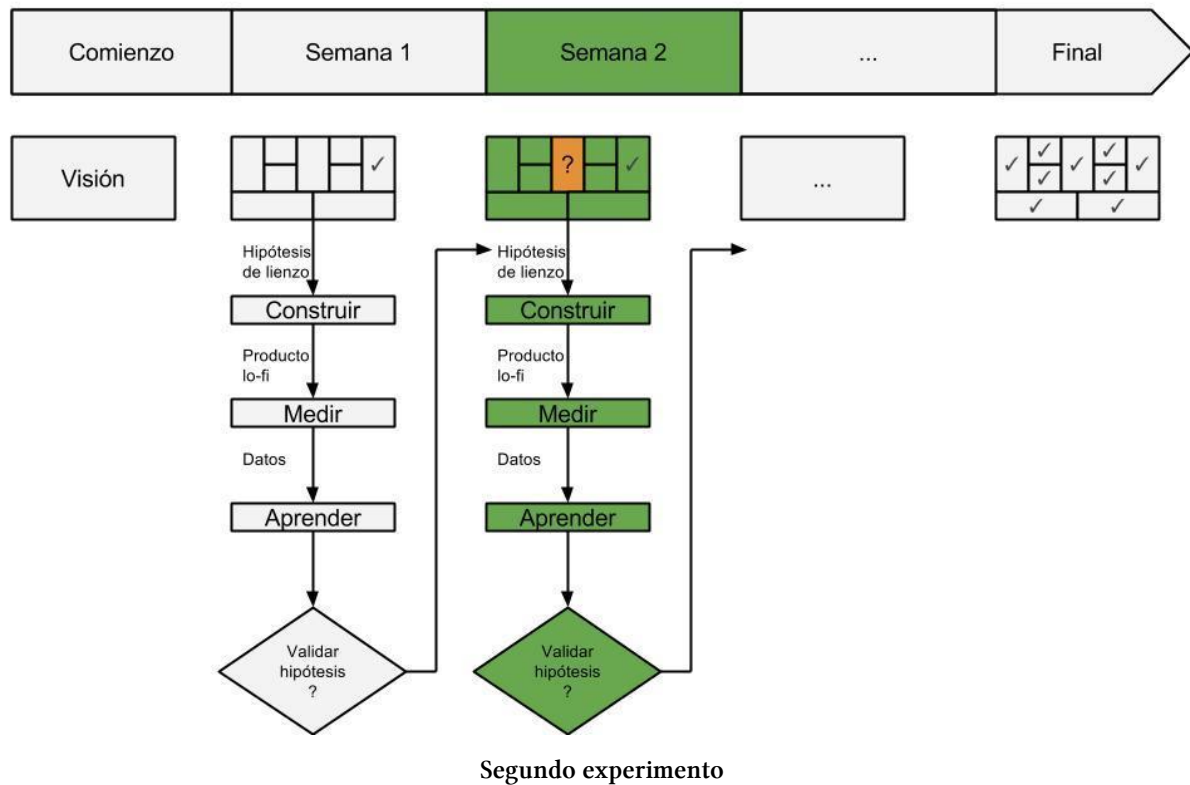 Comienzo
Semana 1
Semana 2
...
Final
Visión
✓
?
✓
...
✓
✓
✓
✓
✓
✓
✓
✓
✓
Hipótesis
de lienzo
Construir
Producto
lo-fi
Medir
Datos
Aprender
Validar
hipótesis
?
Hipótesis
de lienzo
Construir
Producto
lo-fi
Medir
Datos
Aprender
Validar
hipótesis
?
Segundo experimento